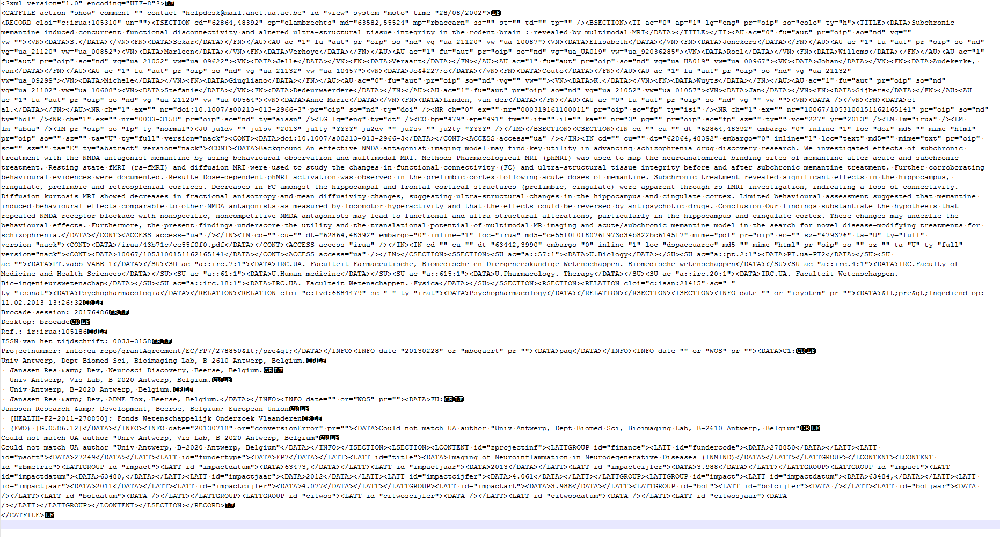 <?xml version="1.0" encoding="UTF-8"?>LF
<CATFILE action="show" comment="" contact="helpdesk@mail.anet.ua.ac.be" id="view" system="moto" time="28/08/2002">LF
<RECORD cloi="c:irua:105310" un=""><TSECTION cd="62864,48392" cp="elambrechts" md="63582,55524" mp="rbaccarn" ss="" st="" td="" tp="" /><BSECTION><TI ac="0" ap="1" lg="eng" pr="oip" so="colo" ty="h"><TITLE><DATA>Subchronic
memantine induced concurrent functional disconnectivity and altered ultra-structural tissue integrity in the rodent brain : revealed by multimodal MRI</DATA></TITLE></TI><AU ac="0" fu="aut" pr="oip" so="nd" vg=""
vw=""><VN><DATA>S.</DATA></VN><FN><DATA>Sekar</DATA></FN></AU><AU ac="1" fu="aut" pr="oip" so="nd" vg="ua_21120" vw="ua_10087"><VN><DATA>Elisabeth</DATA></VN><FN><DATA>Jonckers</DATA></FN></AU><AU ac="1" fu="aut" pr="oip" so="nd"
vg="ua_21120" vw="ua_00852"><VN><DATA>Marleen</DATA></VN><FN><DATA>Verhoye</DATA></FN></AU><AU ac="1" fu="aut" pr="oip" so="nd" vg="ua_UA019" vw="ua_92036285"><VN><DATA>Roel</DATA></VN><FN><DATA>Willems</DATA></FN></AU><AU ac="1"
fu="aut" pr="oip" so="nd" vg="ua_21052" vw="ua_09622"><VN><DATA>Jelle</DATA></VN><FN><DATA>Veraart</DATA></FN></AU><AU ac="1" fu="aut" pr="oip" so="nd" vg="ua_UA019" vw="ua_00967"><VN><DATA>Johan</DATA></VN><FN><DATA>Audekerke,
van</DATA></FN></AU><AU ac="1" fu="aut" pr="oip" so="nd" vg="ua_21132" vw="ua_10457"><VN><DATA>Jo&#227;o</DATA></VN><FN><DATA>Couto</DATA></FN></AU><AU ac="1" fu="aut" pr="oip" so="nd" vg="ua_21132"
vw="ua_09299"><VN><DATA>Michele</DATA></VN><FN><DATA>Giugliano</DATA></FN></AU><AU ac="0" fu="aut" pr="oip" so="nd" vg="" vw=""><VN><DATA>K.</DATA></VN><FN><DATA>Wuyts</DATA></FN></AU><AU ac="1" fu="aut" pr="oip" so="nd"
vg="ua_21102" vw="ua_10608"><VN><DATA>Stefanie</DATA></VN><FN><DATA>Dedeurwaerdere</DATA></FN></AU><AU ac="1" fu="aut" pr="oip" so="nd" vg="ua_21052" vw="ua_01057"><VN><DATA>Jan</DATA></VN><FN><DATA>Sijbers</DATA></FN></AU><AU
ac="1" fu="aut" pr="oip" so="nd" vg="ua_21120" vw="ua_00564"><VN><DATA>Anne-Marie</DATA></VN><FN><DATA>Linden, van der</DATA></FN></AU><AU ac="0" fu="aut" pr="oip" so="nd" vg="" vw=""><VN><DATA /></VN><FN><DATA>et
al.</DATA></FN></AU><NR ch="1" ex="" nr="doi:10.1007/s00213-013-2966-3" pr="oip" so="nd" ty="doi" /><NR ch="0" ex="" nr="000319161100011" pr="oip" so="fp" ty="isi" /><NR ch="1" ex="" nr="10067/1053100151162165141" pr="oip" so="nd"
ty="hdl" /><NR ch="1" ex="" nr="0033-3158" pr="oip" so="nd" ty="aissn" /><LG lg="eng" ty="dt" /><CO bp="479" ep="491" fm="" if="" il="" ka="" nr="3" pg="" pr="oip" so="fp" sz="" ty="" vo="227" yr="2013" /><LM lm="irua" /><LM
lm="abua" /><IM pr="oip" so="fp" ty="normal"><JU ju1dv="" ju1sv="2013" ju1ty="YYYY" ju2dv="" ju2sv="" ju2ty="YYYY" /></IM></BSECTION><CSECTION><IN cd="" cu="" dt="62864,48392" embargo="0" inline="1" loc="doi" md5="" mime="html"
pr="oip" so="" sz="" ta="U" ty="full" version="nack"><CONT><DATA>doi:10.1007/s00213-013-2966-3</DATA></CONT><ACCESS access="ua" /></IN><IN cd="" cu="" dt="62864,48392" embargo="0" inline="1" loc="text" md5="" mime="txt" pr="oip"
so="" sz="" ta="E" ty="abstract" version="nack"><CONT><DATA>Background An effective NMDA antagonist imaging model may find key utility in advancing schizophrenia drug discovery research. We investigated effects of subchronic
treatment with the NMDA antagonist memantine by using behavioural observation and multimodal MRI. Methods Pharmacological MRI (phMRI) was used to map the neuroanatomical binding sites of memantine after acute and subchronic
treatment. Resting state fMRI (rs-fMRI) and diffusion MRI were used to study the changes in functional connectivity (FC) and ultra-structural tissue integrity before and after subchronic memantine treatment. Further corroborating
behavioural evidences were documented. Results Dose-dependent phMRI activation was observed in the prelimbic cortex following acute doses of memantine. Subchronic treatment revealed significant effects in the hippocampus,
cingulate, prelimbic and retrosplenial cortices. Decreases in FC amongst the hippocampal and frontal cortical structures (prelimbic, cingulate) were apparent through rs-fMRI investigation, indicating a loss of connectivity.
Diffusion kurtosis MRI showed decreases in fractional anisotropy and mean diffusivity changes, suggesting ultra-structural changes in the hippocampus and cingulate cortex. Limited behavioural assessment suggested that memantine
induced behavioural effects comparable to other NMDA antagonists as measured by locomotor hyperactivity and that the effects could be reversed by antipsychotic drugs. Conclusion Our findings substantiate the hypothesis that
repeated NMDA receptor blockade with nonspecific, noncompetitive NMDA antagonists may lead to functional and ultra-structural alterations, particularly in the hippocampus and cingulate cortex. These changes may underlie the
behavioural effects. Furthermore, the present findings underscore the utility and the translational potential of multimodal MR imaging and acute/subchronic memantine model in the search for novel disease-modifying treatments for
schizophrenia.</DATA></CONT><ACCESS access="ua" /></IN><IN cd="" cu="" dt="62864,48392" embargo="0" inline="1" loc="irua" md5="ce55f0f0f8076f973d34b822bc6145f7" mime="pdf" pr="oip" so="" sz="479376" ta="U" ty="full"
version="nack"><CONT><DATA>/irua/43b71c/ce55f0f0.pdf</DATA></CONT><ACCESS access="irua" /></IN><IN cd="" cu="" dt="63442,3990" embargo="0" inline="1" loc="dspaceuarec" md5="" mime="html" pr="oip" so="" sz="" ta="U" ty="full"
version="nack"><CONT><DATA>10067/1053100151162165141</DATA></CONT><ACCESS access="ua" /></IN></CSECTION><SSECTION><SU ac="a::57:1"><DATA>U.Biology</DATA></SU><SU ac="a::pt.2:1"><DATA>PT.ua-PT2</DATA></SU><SU
ac=""><DATA>PT.vabb-VABB-1</DATA></SU><SU ac="a::irc.7:1"><DATA>IRC.UA. Faculteit Farmaceutische, Biomedische en Diergeneeskundige Wetenschappen. Biomedische wetenschappen</DATA></SU><SU ac="a::irc.4:1"><DATA>IRC.Faculty of
Medicine and Health Sciences</DATA></SU><SU ac="a::61:1"><DATA>U.Human medicine</DATA></SU><SU ac="a::615:1"><DATA>U.Pharmacology. Therapy</DATA></SU><SU ac="a::irc.20:1"><DATA>IRC.UA. Faculteit Wetenschappen.
Bio-ingenieurswetenschap</DATA></SU><SU ac="a::irc.18:1"><DATA>IRC.UA. Faculteit Wetenschappen. Fysica</DATA></SU></SSECTION><RSECTION><RELATION cloi="c:issn:21415" sc=" "
ty="issnat"><DATA>Psychopharmacologia</DATA></RELATION><RELATION cloi="c:lvd:6884479" sc="-" ty="irat"><DATA>Psychopharmacology</DATA></RELATION></RSECTION><ISECTION><INFO date="" or="isystem" pr=""><DATA>&lt;pre&gt;Ingediend op:
11.02.2013 13:26:32CRLF
Brocade session: 20176486CRLF
Desktop: brocadeCRLF
Ref.: ir:irua:105186CRLF
ISSN van het tijdschrift: 0033-3158CRLF
Projectnummer: info:eu-repo/grantAgreement/EC/FP7/278850&lt;/pre&gt;</DATA></INFO><INFO date="20130228" or="mbogaert" pr=""><DATA>pag</DATA></INFO><INFO date="" or="WOS" pr=""><DATA>C1:CRLF
Univ Antwerp, Dept Biomed Sci, Bioimaging Lab, B-2610 Antwerp, Belgium.CRLF
Janssen Res &amp; Dev, Neurosci Discovery, Beerse, Belgium.CRLF
Univ Antwerp, Vis Lab, B-2020 Antwerp, Belgium.CRLF
Univ Antwerp, B-2020 Antwerp, Belgium.CRLF
Janssen Res &amp; Dev, ADME Tox, Beerse, Belgium.</DATA></INFO><INFO date="" or="WOS" pr=""><DATA>FU:CRLF
Janssen Research &amp; Development, Beerse, Belgium; European UnionCRLF
[HEALTH-F2-2011-278850]; Fonds Wetenschappelijk Onderzoek VlaanderenCRLF
(FWO) [G.0586.12]</DATA></INFO><INFO date="20130718" or="conversionError" pr=""><DATA>Could not match UA author "Univ Antwerp, Dept Biomed Sci, Bioimaging Lab, B-2610 Antwerp, Belgium"CRLF
Could not match UA author "Univ Antwerp, Vis Lab, B-2020 Antwerp, Belgium"CRLF
Could not match UA author "Univ Antwerp, B-2020 Antwerp, Belgium"</DATA></INFO></ISECTION><LSECTION><LCONTENT id="zprojectinf"><LATTGROUP id="finance"><LATT id="fundercode"><DATA>278850</DATA></LATT><LATT
id="psoft"><DATA>27249</DATA></LATT><LATT id="fundertype"><DATA>FP7</DATA></LATT><LATT id="title"><DATA>Imaging of Neuroinflammation in Neurodegenerative Diseases (INMIND)</DATA></LATT></LATTGROUP></LCONTENT><LCONTENT
id="zbmetrie"><LATTGROUP id="impact"><LATT id="impactdatum"><DATA>63473,</DATA></LATT><LATT id="impactjaar"><DATA>2013</DATA></LATT><LATT id="impactcijfer"><DATA>3.988</DATA></LATT></LATTGROUP><LATTGROUP id="impact"><LATT
id="impactdatum"><DATA>63480,</DATA></LATT><LATT id="impactjaar"><DATA>2012</DATA></LATT><LATT id="impactcijfer"><DATA>4.061</DATA></LATT></LATTGROUP><LATTGROUP id="impact"><LATT id="impactdatum"><DATA>63484,</DATA></LATT><LATT
id="impactjaar"><DATA>2011</DATA></LATT><LATT id="impactcijfer"><DATA>4.077</DATA></LATT></LATTGROUP><LATT id="impactart"><DATA>3.988</DATA></LATT><LATTGROUP id="bof"><LATT id="bofcijfer"><DATA /></LATT><LATT id="bofjaar"><DATA
/></LATT><LATT id="bofdatum"><DATA /></LATT></LATTGROUP><LATTGROUP id="citwos"><LATT id="citwoscijfer"><DATA /></LATT><LATT id="citwosdatum"><DATA /></LATT><LATT id="citwosjaar"><DATA
/></LATT></LATTGROUP></LCONTENT></LSECTION></RECORD>LF
</CATFILE>LF